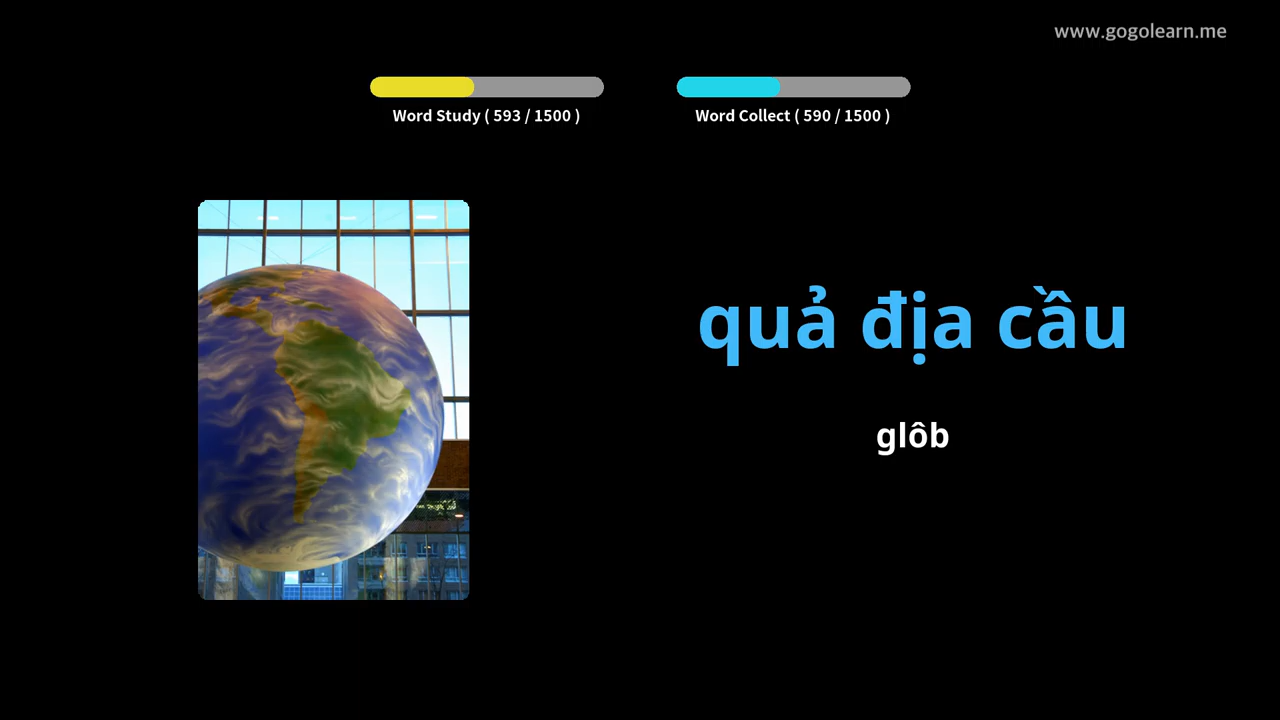 www.gogolearn.me
Word Study ( 593 / 1500 )
Word Collect ( 590 / 1500 )
quả địa cầu
glôb